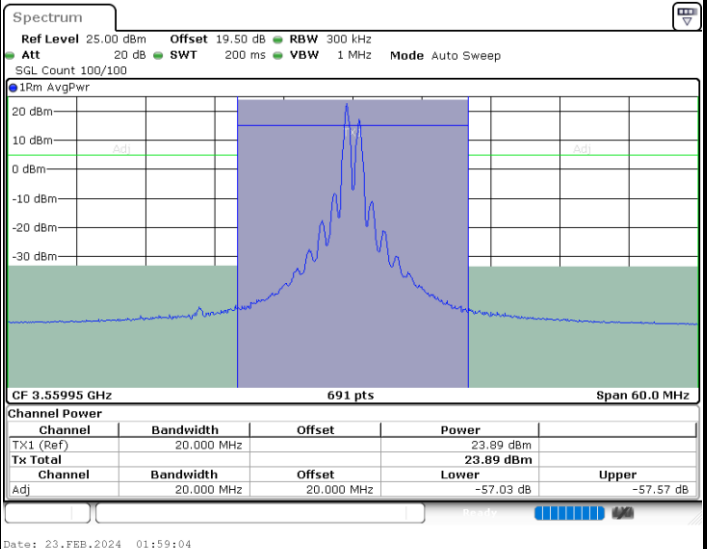 Spectrum
Ref Level 25.00 dBm Offset 19.50 dB RBW 300 kHz
Att 20 dB SWT 200 ms VBW 1 MHz Mode Auto Sweep
SGL Count 100/100
1Rm AvgPwr
20 dBm
10 dBm
Adj Adj
0 dBm
-10 dBm
-20 dBm
-30 dBm
CF 3.55995 GHz 691 pts Span 60.0 MHz
Channel Power
Channel Bandwidth Offset Power
TX1 (Ref) 20.000 MHz 23.89 dBm
Tx Total 23.89 dBm
Channel Bandwidth Offset Lower Upper
Adj 20.000 MHz 20.000 MHz -57.03 dB -57.57 dB
Ready
Date: 23.FEB.2024 01:59:04